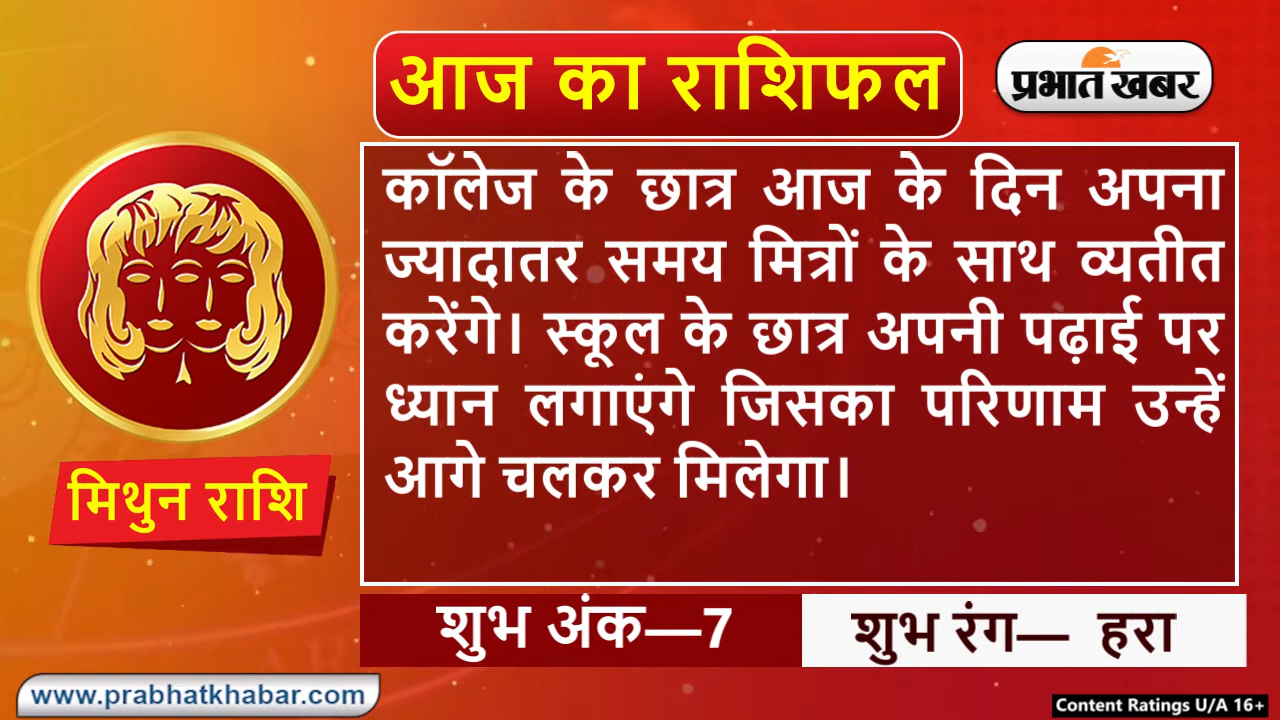 आज का राशिफल
प्रभात खबर
कॉलेज के छात्र आज के दिन अपना
ज्यादातर समय मित्रों के साथ व्यतीत
करेंगे। स्कूल के छात्र अपनी पढ़ाई पर
ध्यान लगाएंगे जिसका परिणाम उन्हें
आगे चलकर मिलेगा।
मिथुन राशि
शुभ अंक—7
शुभ रंग— हरा
www.prabhatkhabar.com
Content Ratings U/A 16+